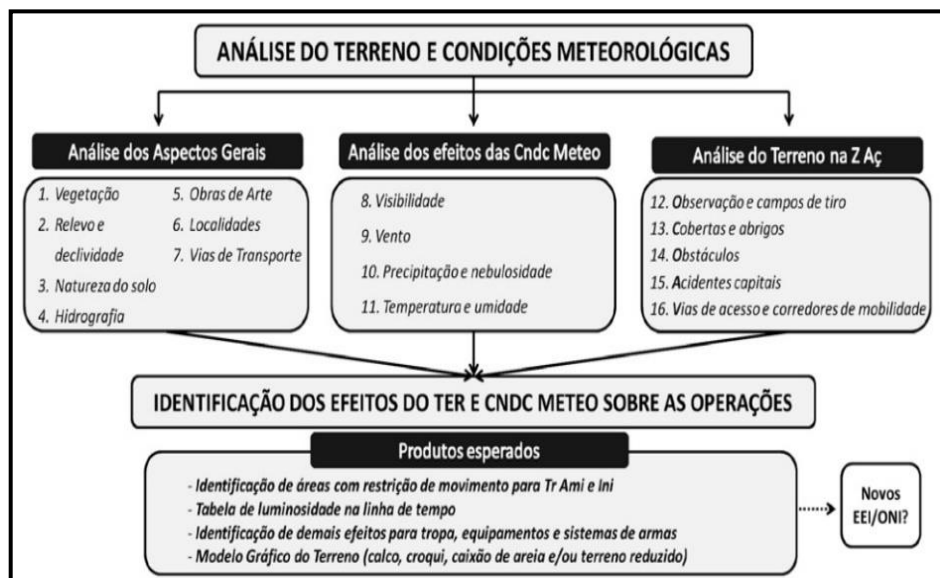 ANÁLISE DO TERRENO E CONDIÇÕES METEOROLÓGICAS
Análise dos Aspectos Gerais
1. Vegetação
2. Relevo e
declividade
3. Natureza do solo
4. Hidrografia
5. Obras de Arte
6. Localidades
7. Vias de Transporte
Análise dos efeitos das Cndc Meteo
8. Visibilidade
9. Vento
10. Precipitação e nebulosidade
11. Temperatura e umidade
Análise do Terreno na Z Aç
12. Observação e campos de tiro
13. Cobertas e abrigos
14. Obstáculos
15. Acidentes capitais
16. Vias de acesso e corredores de mobilidade
IDENTIFICAÇÃO DOS EFEITOS DO TER E CNDC METEO SOBRE AS OPERAÇÕES
Produtos esperados
- Identificação de áreas com restrição de movimento para Tr Ami e Ini
- Tabela de luminosidade na linha de tempo
- Identificação de demais efeitos para tropa, equipamentos e sistemas de armas
- Modelo Gráfico do Terreno (calco, croqui, caixão de areia e/ou terreno reduzido)
Novos
EEI/ONI?